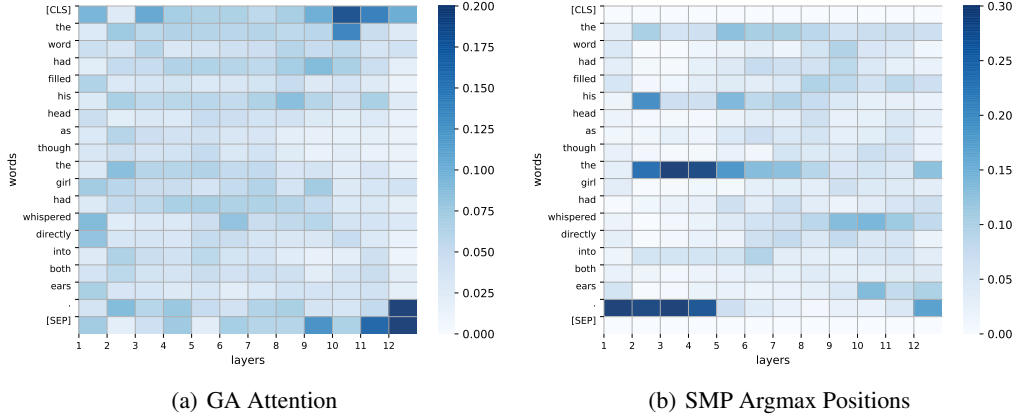 [CLS]
the
word
had
filled
his
head
as
though
the
girl
had
whispered
directly
into
both
ears
.
[SEP]
words
1 2 3 4 5 6 7 8 9 10 11 12
layers
0.200
0.175
0.150
0.125
0.100
0.075
0.050
0.025
0.000
(a) GA Attention
[CLS]
the
word
had
filled
his
head
as
though
the
girl
had
whispered
directly
into
both
ears
.
[SEP]
words
1 2 3 4 5 6 7 8 9 10 11 12
layers
0.30
0.25
0.20
0.15
0.10
0.05
0.00
(b) SMP Argmax Positions